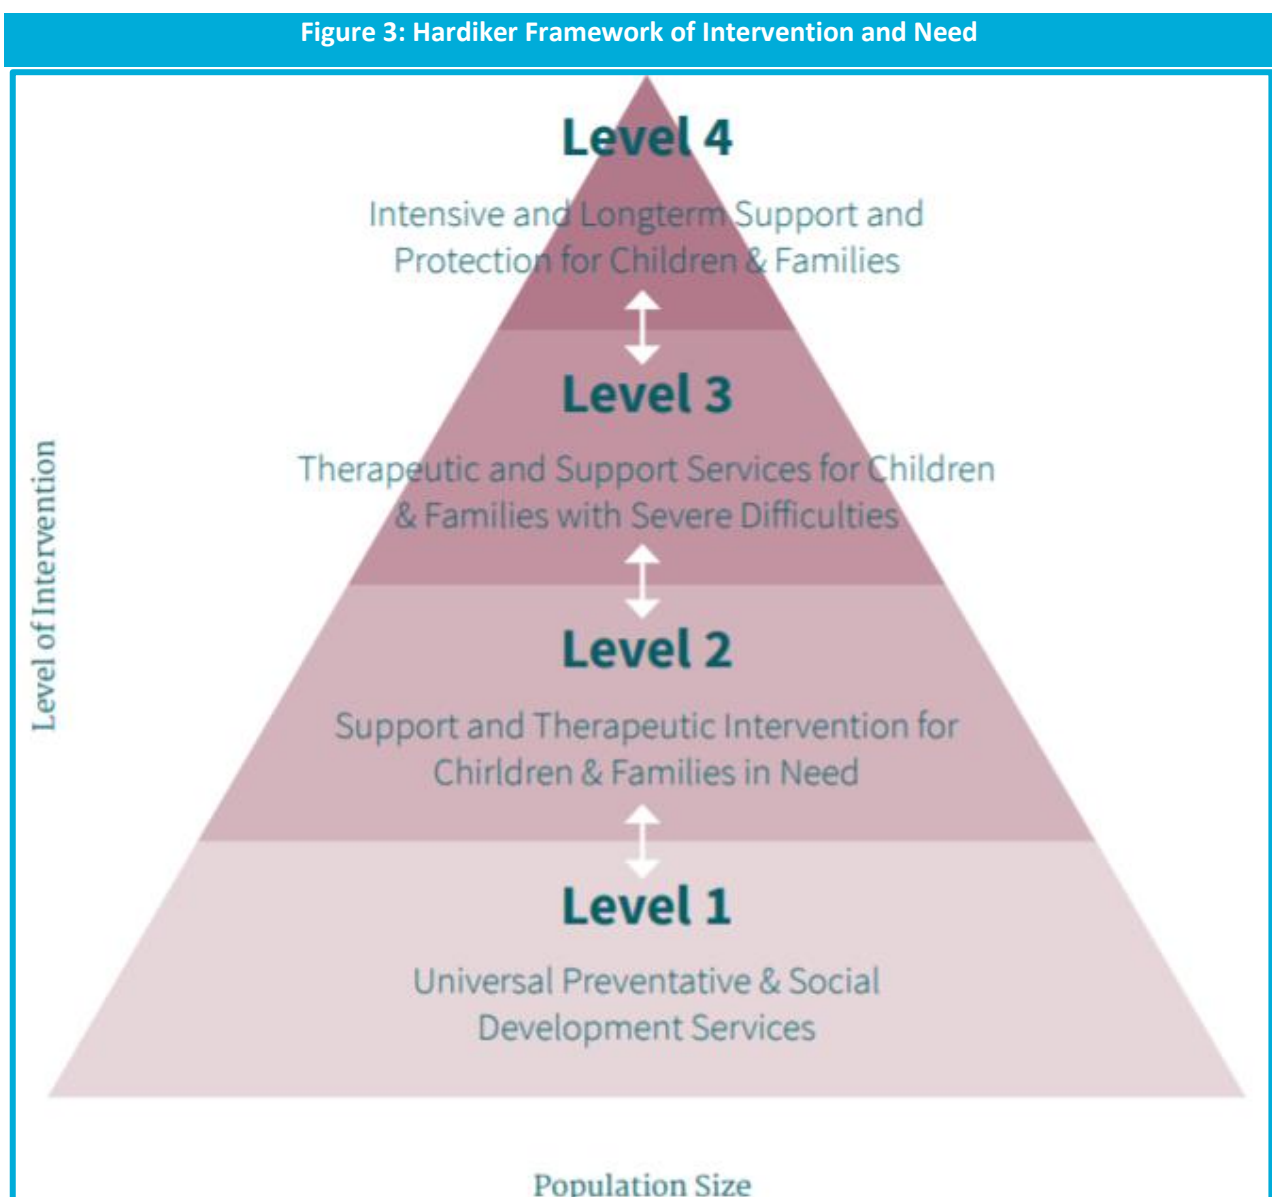 Figure 3: Hardiker Framework of Intervention and Need
Level 4
Intensive and Longterm Support and
Protection for Children & Families
Level 3
Therapeutic and Support Services for Children
& Families with Severe Difficulties
Level of Intervention
Level 2
Support and Therapeutic Intervention for
Chirldren & Families in Need
Level 1
Universal Preventative & Social
Development Services
Population Size